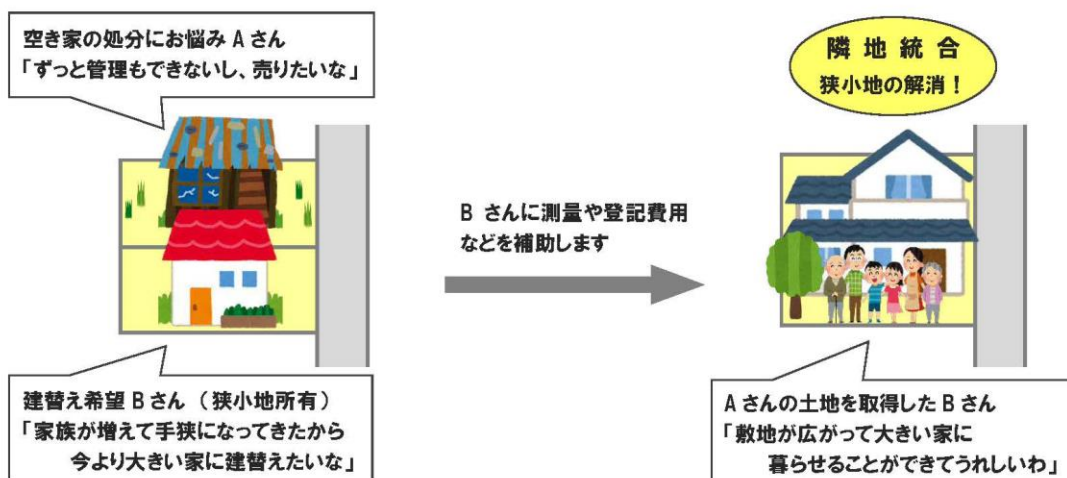 空き家の処分にお悩み A さん
「ずっと管理もできないし、売りたいな」
建替え希望 B さん（狭小地所有）
「家族が増えて手狭になってきたから
今より大きい家に建替えたいな」
B さんに測量や登記費用
などを補助します
隣地統合
狭小地の解消！
A さんの土地を取得した B さん
「敷地が広がって大きい家に
暮らせることができてうれしいわ」